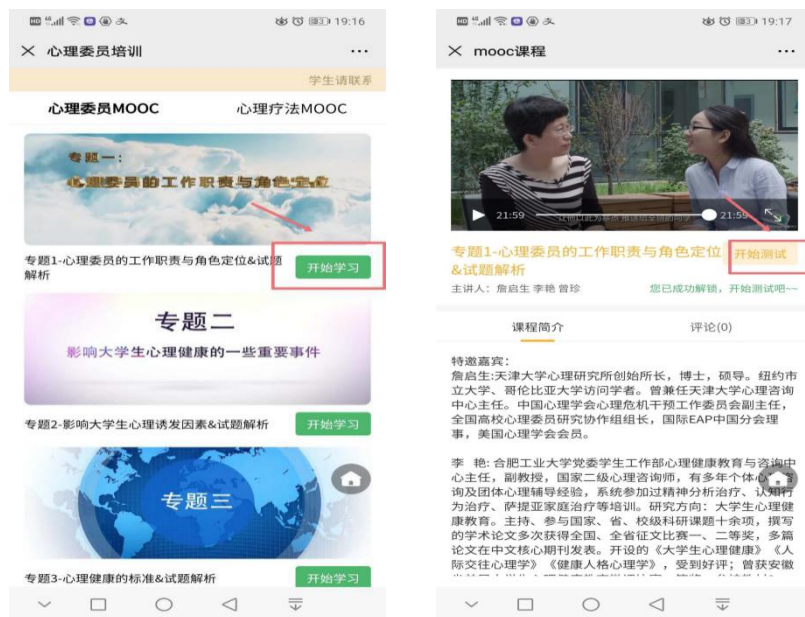 19:16
× 心理委员培训 ...
学生请联系
心理委员MOOC 心理疗法MOOC
专题一:
心理委员的工作职责与角色定位
专题1-心理委员的工作职责与角色定位&试题
解析
开始学习
专题二
影响大学生心理健康的一些重要事件
专题2-影响大学生心理诱发因素&试题解析
开始学习
专题三
专题3-心理健康的标准&试题解析
开始学习
19:17
× mooc课程 ...
21:59 21:59
专题1-心理委员的工作职责与角色定位
&试题解析
开始测试
主讲人：詹启生 李艳 曾珍 您已成功解锁，开始测试吧~~
课程简介 评论(0)
特邀嘉宾：
詹启生:天津大学心理研究所创始所长，博士，硕导。纽约市
立大学、哥伦比亚大学访问学者。曾兼任天津大学心理咨询
中心主任。中国心理学会心理危机干预工作委员会副主任，
全国高校心理委员研究协作组组长，国际EAP中国分会理
事，美国心理学会会员。
李 艳: 合肥工业大学党委学生工作部心理健康教育与咨询中
心主任，副教授，国家二级心理咨询师，有多年个体心
询及团体心理辅导经验，系统参加过精神分析治疗、认知行
为治疗、萨提亚家庭治疗等培训。研究方向：大学生心理健
康教育。主持、参与国家、省、校级科研课题十余项，撰写
的学术论文多次获得全国、全省征文比赛一、二等奖，多篇
论文在中文核心期刊发表。开设的《大学生心理健康》《人
际交往心理学》《健康人格心理学》，受到好评；曾获安徽